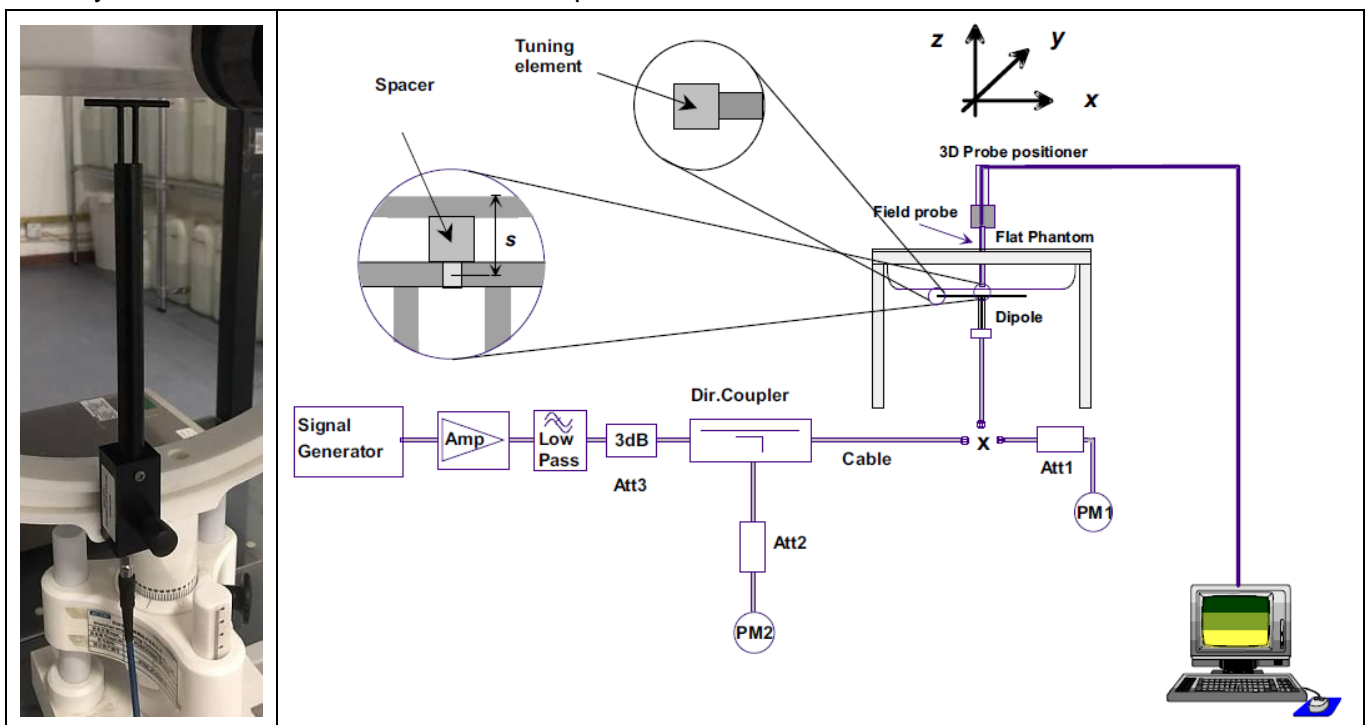 Tuning
element
Spacer
s
z
y
x
3D Probe positioner
Field probe
Flat Phantom
Dipole
Dir.Coupler
Signal
Generator
Amp
Low
Pass
3dB
Att3
Cable
X
Att1
PM1
Att2
PM2